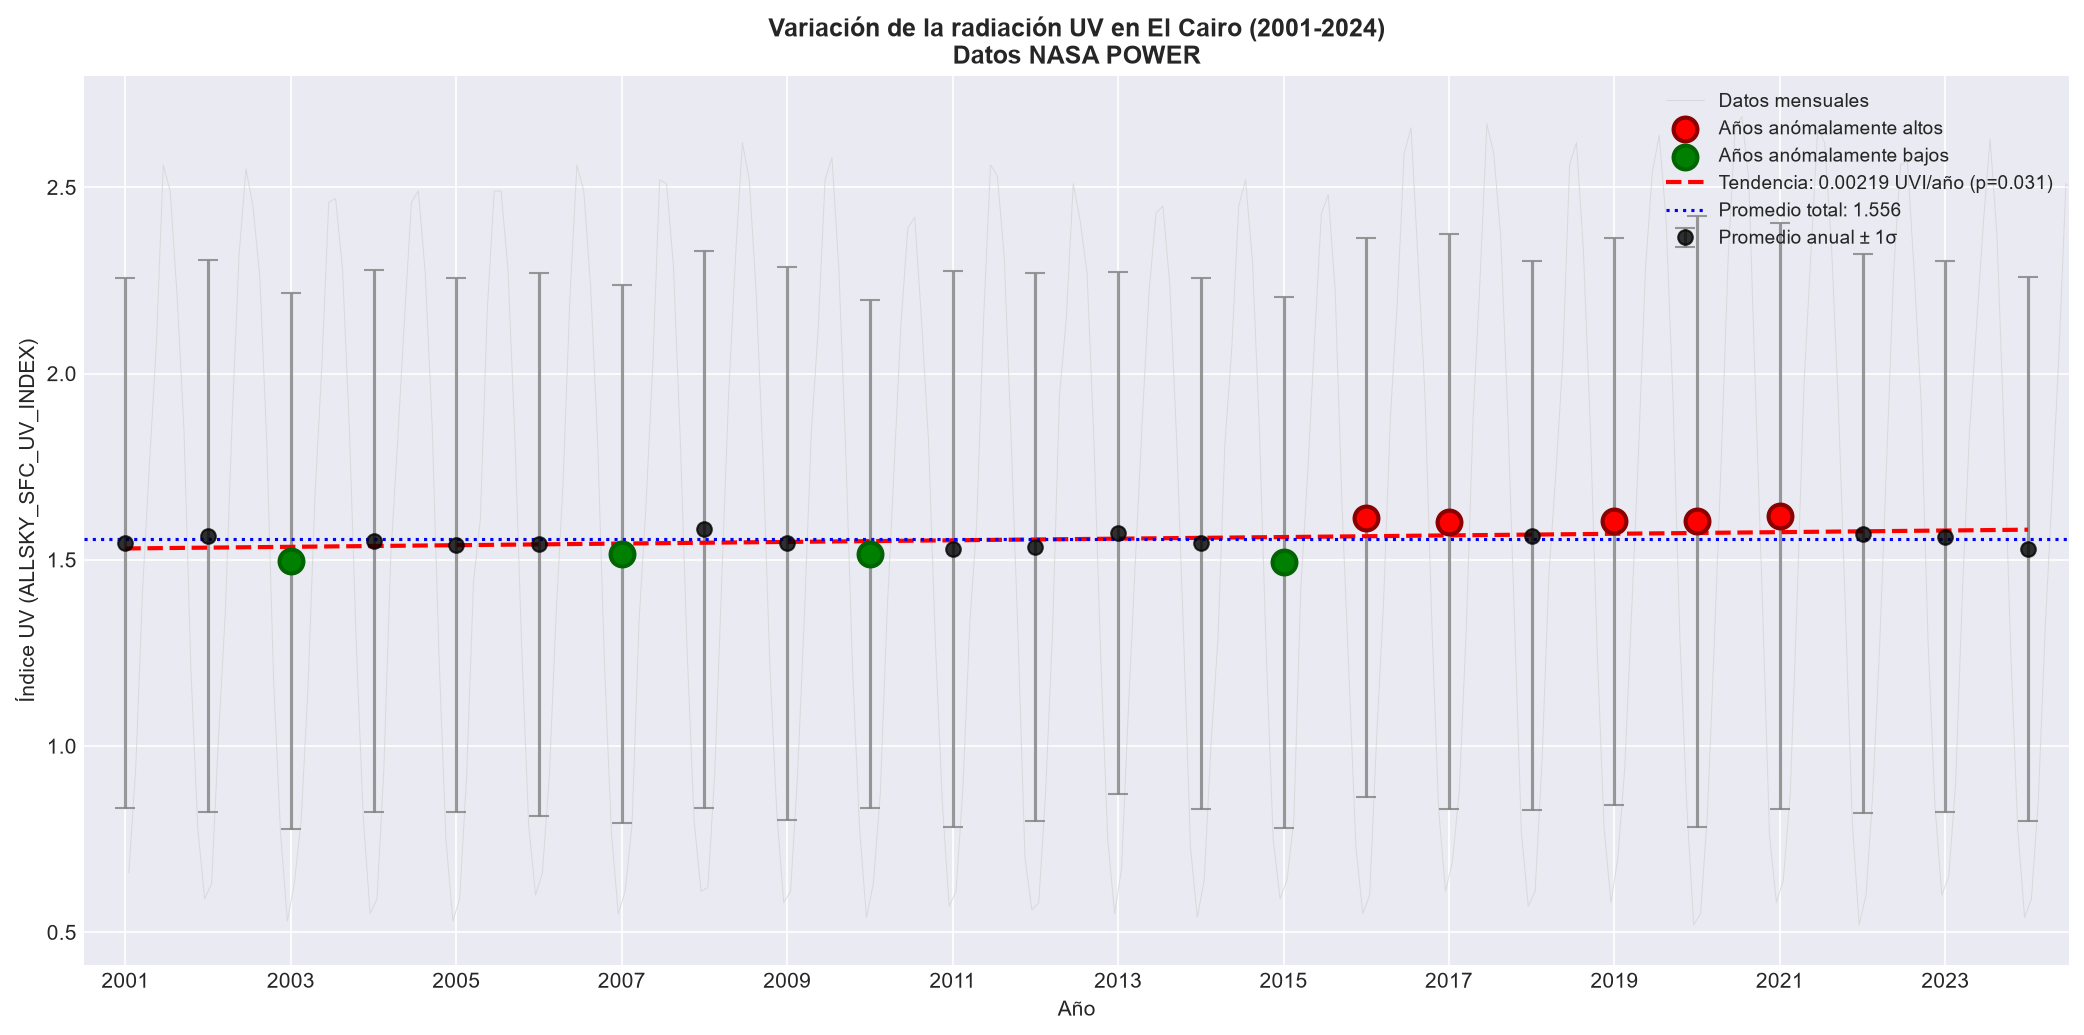 Variación de la radiación UV en El Cairo (2001-2024)
Datos NASA POWER
Datos mensuales
Años anómalamente altos
Años anómalamente bajos
Tendencia: 0.00219 UVI/año (p=0.031)
Promedio total: 1.556
Promedio anual ± 1σ
Índice UV (ALLSKY_SFC_UV_INDEX)
2.5
2.0
1.5
1.0
0.5
2001 2003 2005 2007 2009 2011 2013 2015 2017 2019 2021 2023
Año